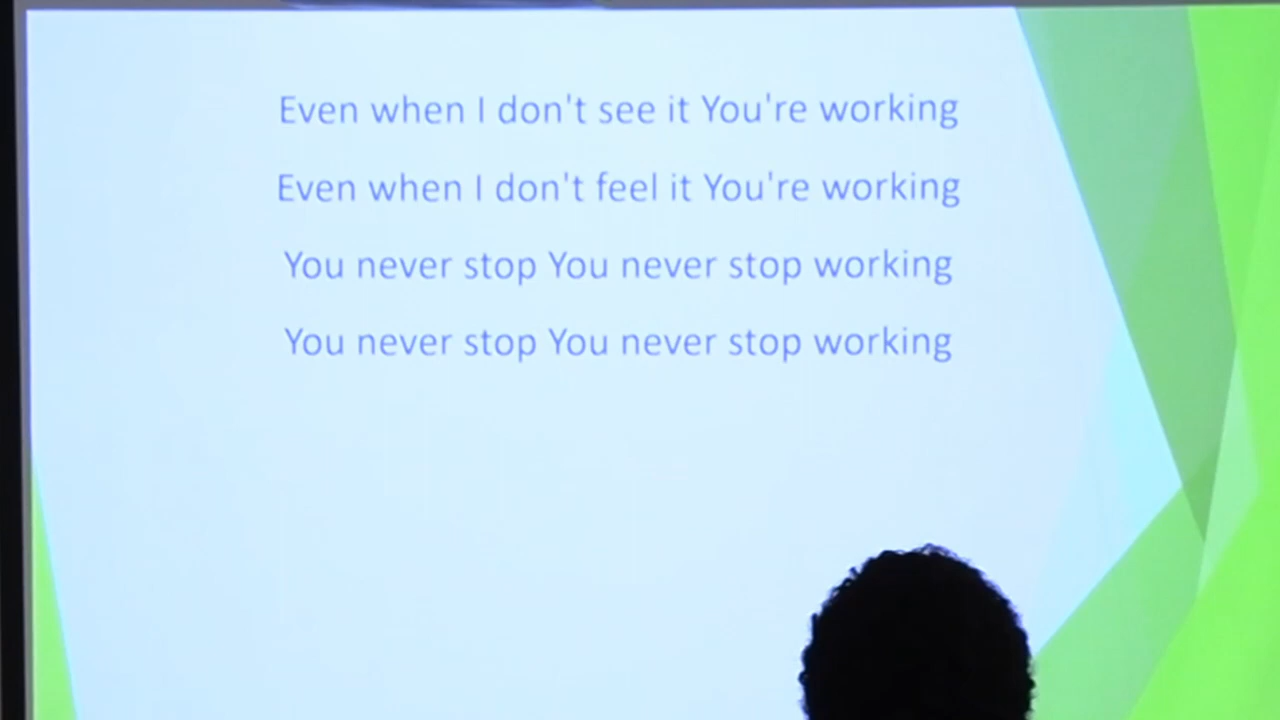 Even when I don't see it You're working
Even when I don't feel it You're working
You never stop You never stop working
You never stop You never stop working